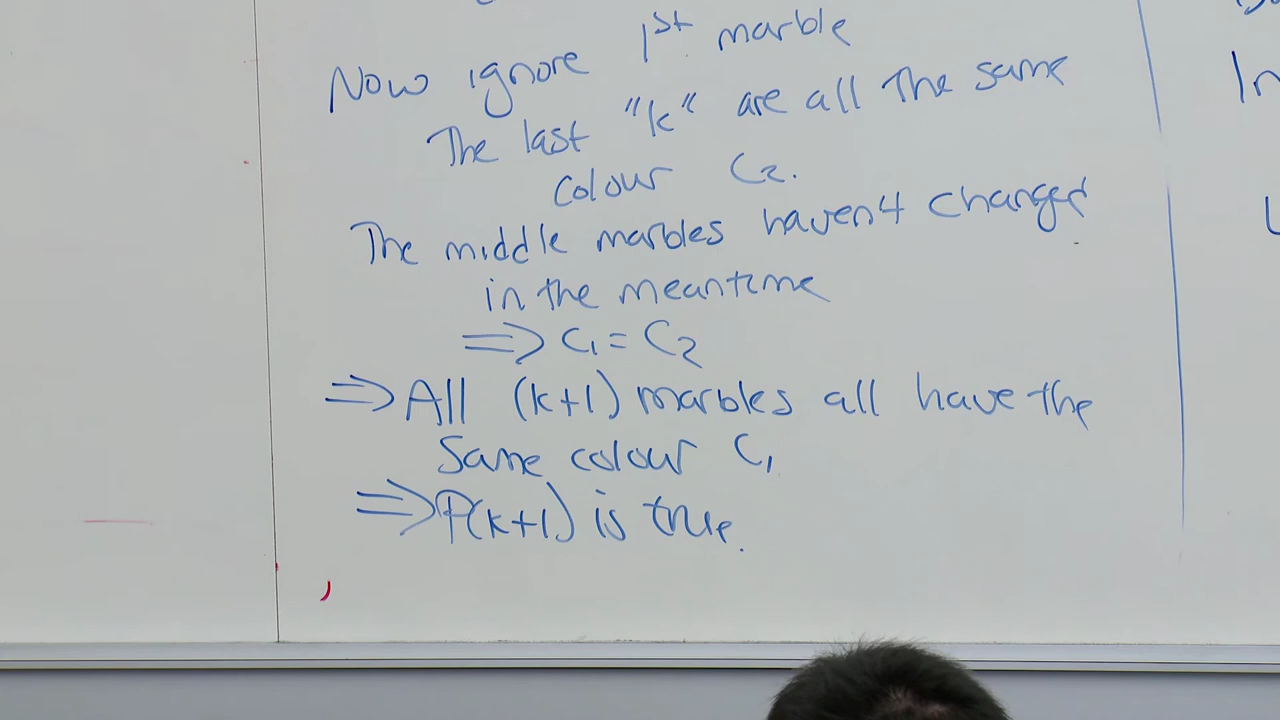 Now ignore 1st marble
The last "k" are all the same
colour C2.
The middle marbles haven't changed
in the meantime
⟹ C1 = C2
⟹ All (k+1) marbles all have the
same colour C1
⟹ P(k+1) is true.
In